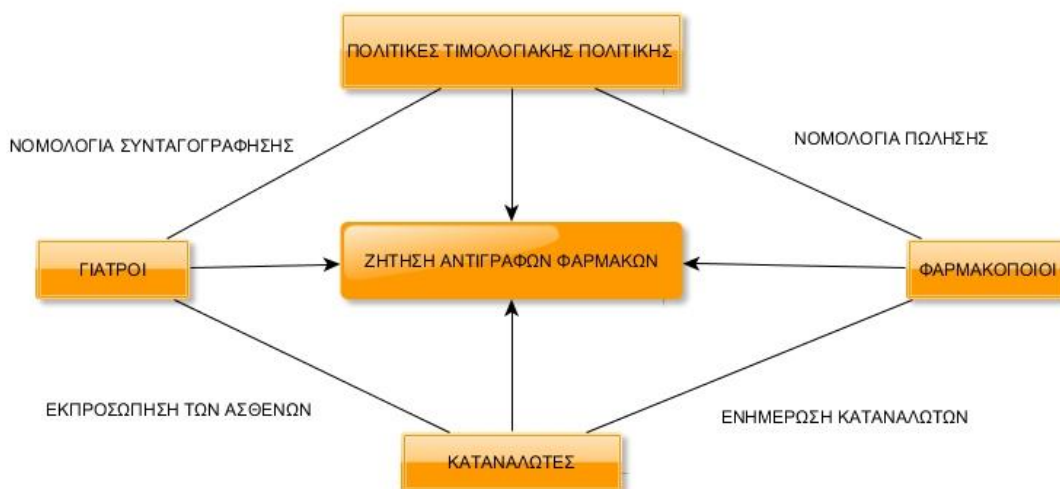 ΠΟΛΙΤΙΚΕΣ ΤΙΜΟΛΟΓΙΑΚΗΣ ΠΟΛΙΤΙΚΗΣ
ΝΟΜΟΛΟΓΙΑ ΣΥΝΤΑΓΟΓΡΑΦΗΣΗΣ
ΝΟΜΟΛΟΓΙΑ ΠΩΛΗΣΗΣ
ΓΙΑΤΡΟΙ
ΖΗΤΗΣΗ ΑΝΤΙΓΡΑΦΩΝ ΦΑΡΜΑΚΩΝ
ΦΑΡΜΑΚΟΠΟΙΟΙ
ΕΚΠΡΟΣΩΠΗΣΗ ΤΩΝ ΑΣΘΕΝΩΝ
ΕΝΗΜΕΡΩΣΗ ΚΑΤΑΝΑΛΩΤΩΝ
ΚΑΤΑΝΑΛΩΤΕΣ